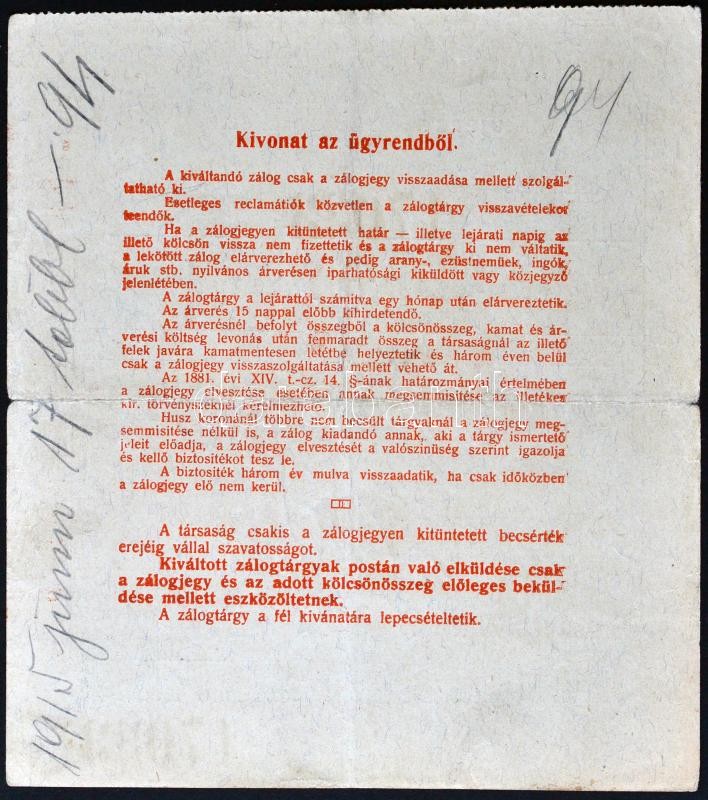 94
Kivonat az ügyrendből.
A kiváltandó zálog csak a zálogjegy visszaadása mellett szolgál-
tatható ki.
Esetleges reclamátiók közvetlen a zálogtárgy visszavételekor
teendők.
Ha a zálogjegyen kitüntetett határ — illetve lejárati napig az
illető kölcsön vissza nem fizettetik és a zálogtárgy ki nem váltatik,
a lekötött zálog elárverezhető és pedig arany-, ezüstneműek, ingók,
áruk stb. nyilvános árverésen iparhatósági kiküldött vagy közjegyző
jelenlétében.
A zálogtárgy a lejárattól számítva egy hónap után elárvereztetik.
Az árverés 15 nappal előbb kihirdetendő.
Az árverésnél befolyt összegből a kölcsönösszeg, kamat és ár-
verési költség levonás után fenmaradt összeg a társaságnál az illető
felek javára kamatmentesen letétbe helyeztetik és három éven belül
csak a zálogjegy visszaszolgáltatása mellett vehető át.
Az 1881. évi XIV. t.-cz. 14. §-ának határozmányai értelmében
a zálogjegy elvesztése esetében annak megsemmisitése az illetékes
kir. törvényszéknél kérelmezhető.
Husz koronánál többre nem becsült tárgyaknál a zálogjegy meg-
semmisitése nélkül is, a zálog kiadandó annak, aki a tárgy ismertető
jeleit előadja, a zálogjegy elvesztését a valószinüség szerint igazolja
és kellő biztositékot tesz le.
A biztositék három év mulva visszaadatik, ha csak időközben
a zálogjegy elő nem kerül.
A társaság csakis a zálogjegyen kitüntetett becsérték
erejéig vállal szavatosságot.
Kiváltott zálogtárgyak postán való elküldése csak
a zálogjegy és az adott kölcsönösszeg előleges bekül-
dése mellett eszközöltetnek.
A zálogtárgy a fél kivánatára lepecsételtetik.
1915 junio 17 – 94
darabanth